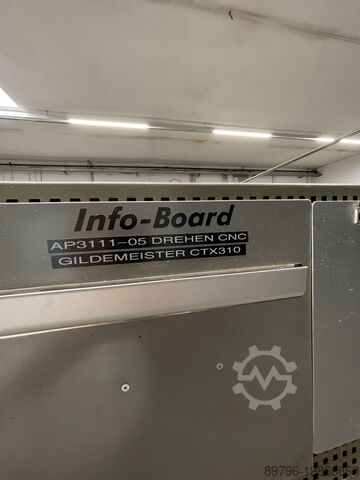 Info-Board
AP3111-05 DREHEN CNC
GILDEMEISTER CTX310